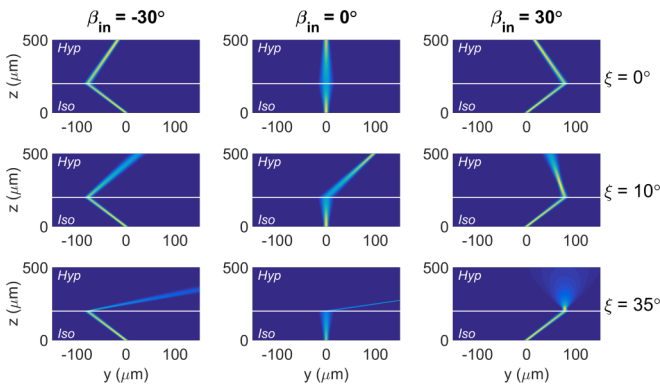 β_in = -30° β_in = 0° β_in = 30°
500 Hyp 500 Hyp 500 Hyp
z (μm) ξ = 0°
0 Iso 0 Iso 0 Iso
-100 0 100 -100 0 100 -100 0 100
500 Hyp 500 Hyp 500 Hyp
z (μm) ξ = 10°
0 Iso 0 Iso 0 Iso
-100 0 100 -100 0 100 -100 0 100
500 Hyp 500 Hyp 500 Hyp
z (μm) ξ = 35°
0 Iso 0 Iso 0 Iso
-100 0 100 -100 0 100 -100 0 100
y (μm) y (μm) y (μm)